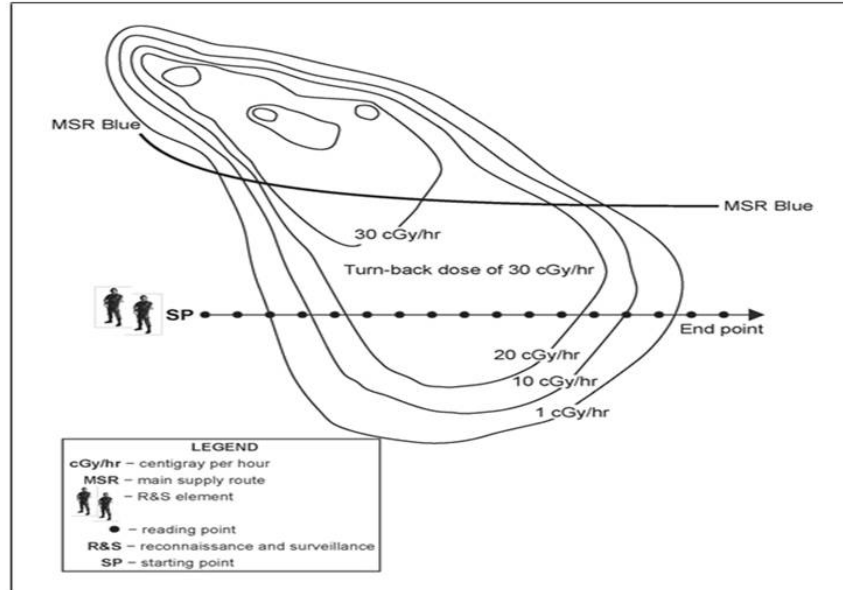 MSR Blue
MSR Blue
30 cGy/hr
Turn-back dose of 30 cGy/hr
SP
End point
20 cGy/hr
10 cGy/hr
1 cGy/hr
LEGEND
cGy/hr – centigray per hour
MSR – main supply route
– R&S element
– reading point
R&S – reconnaissance and surveillance
SP – starting point